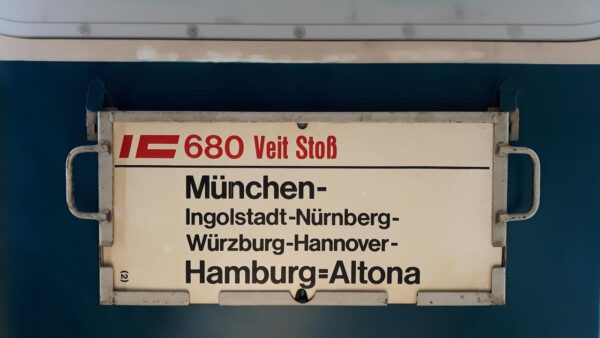 IC 680 Veit Stoß
München-
Ingolstadt-Nürnberg-
Würzburg-Hannover-
Hamburg=Altona
(2)